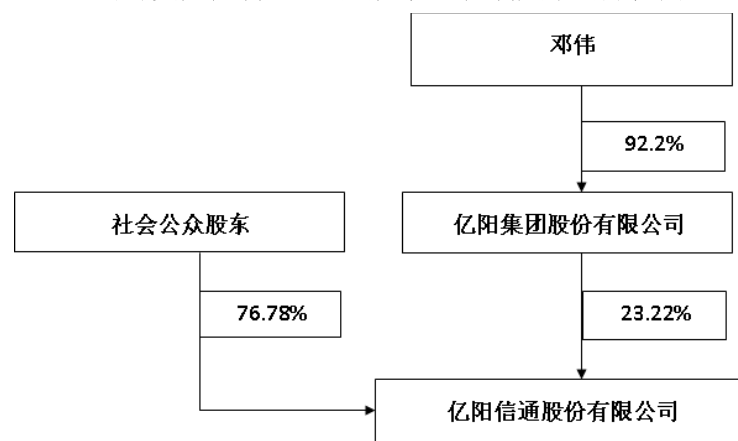 邓伟
92.2%
社会公众股东
亿阳集团股份有限公司
76.78%
23.22%
亿阳信通股份有限公司